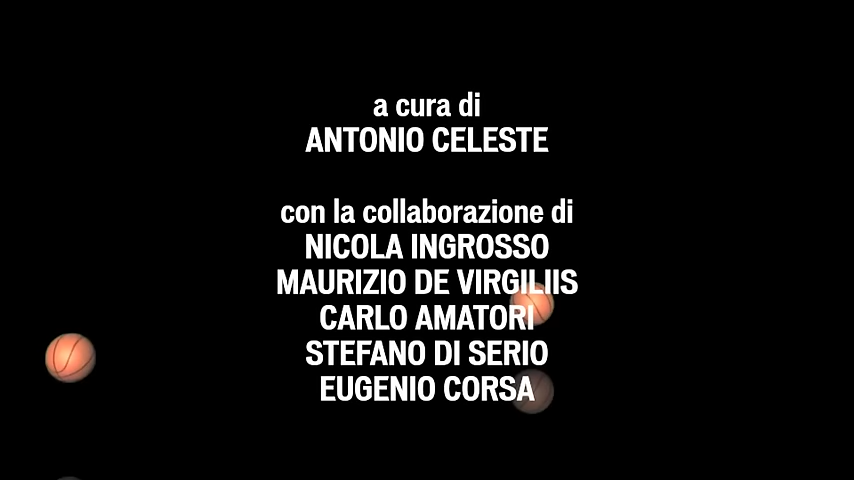 a cura di
ANTONIO CELESTE
con la collaborazione di
NICOLA INGROSSO
MAURIZIO DE VIRGILIIS
CARLO AMATORI
STEFANO DI SERIO
EUGENIO CORSA